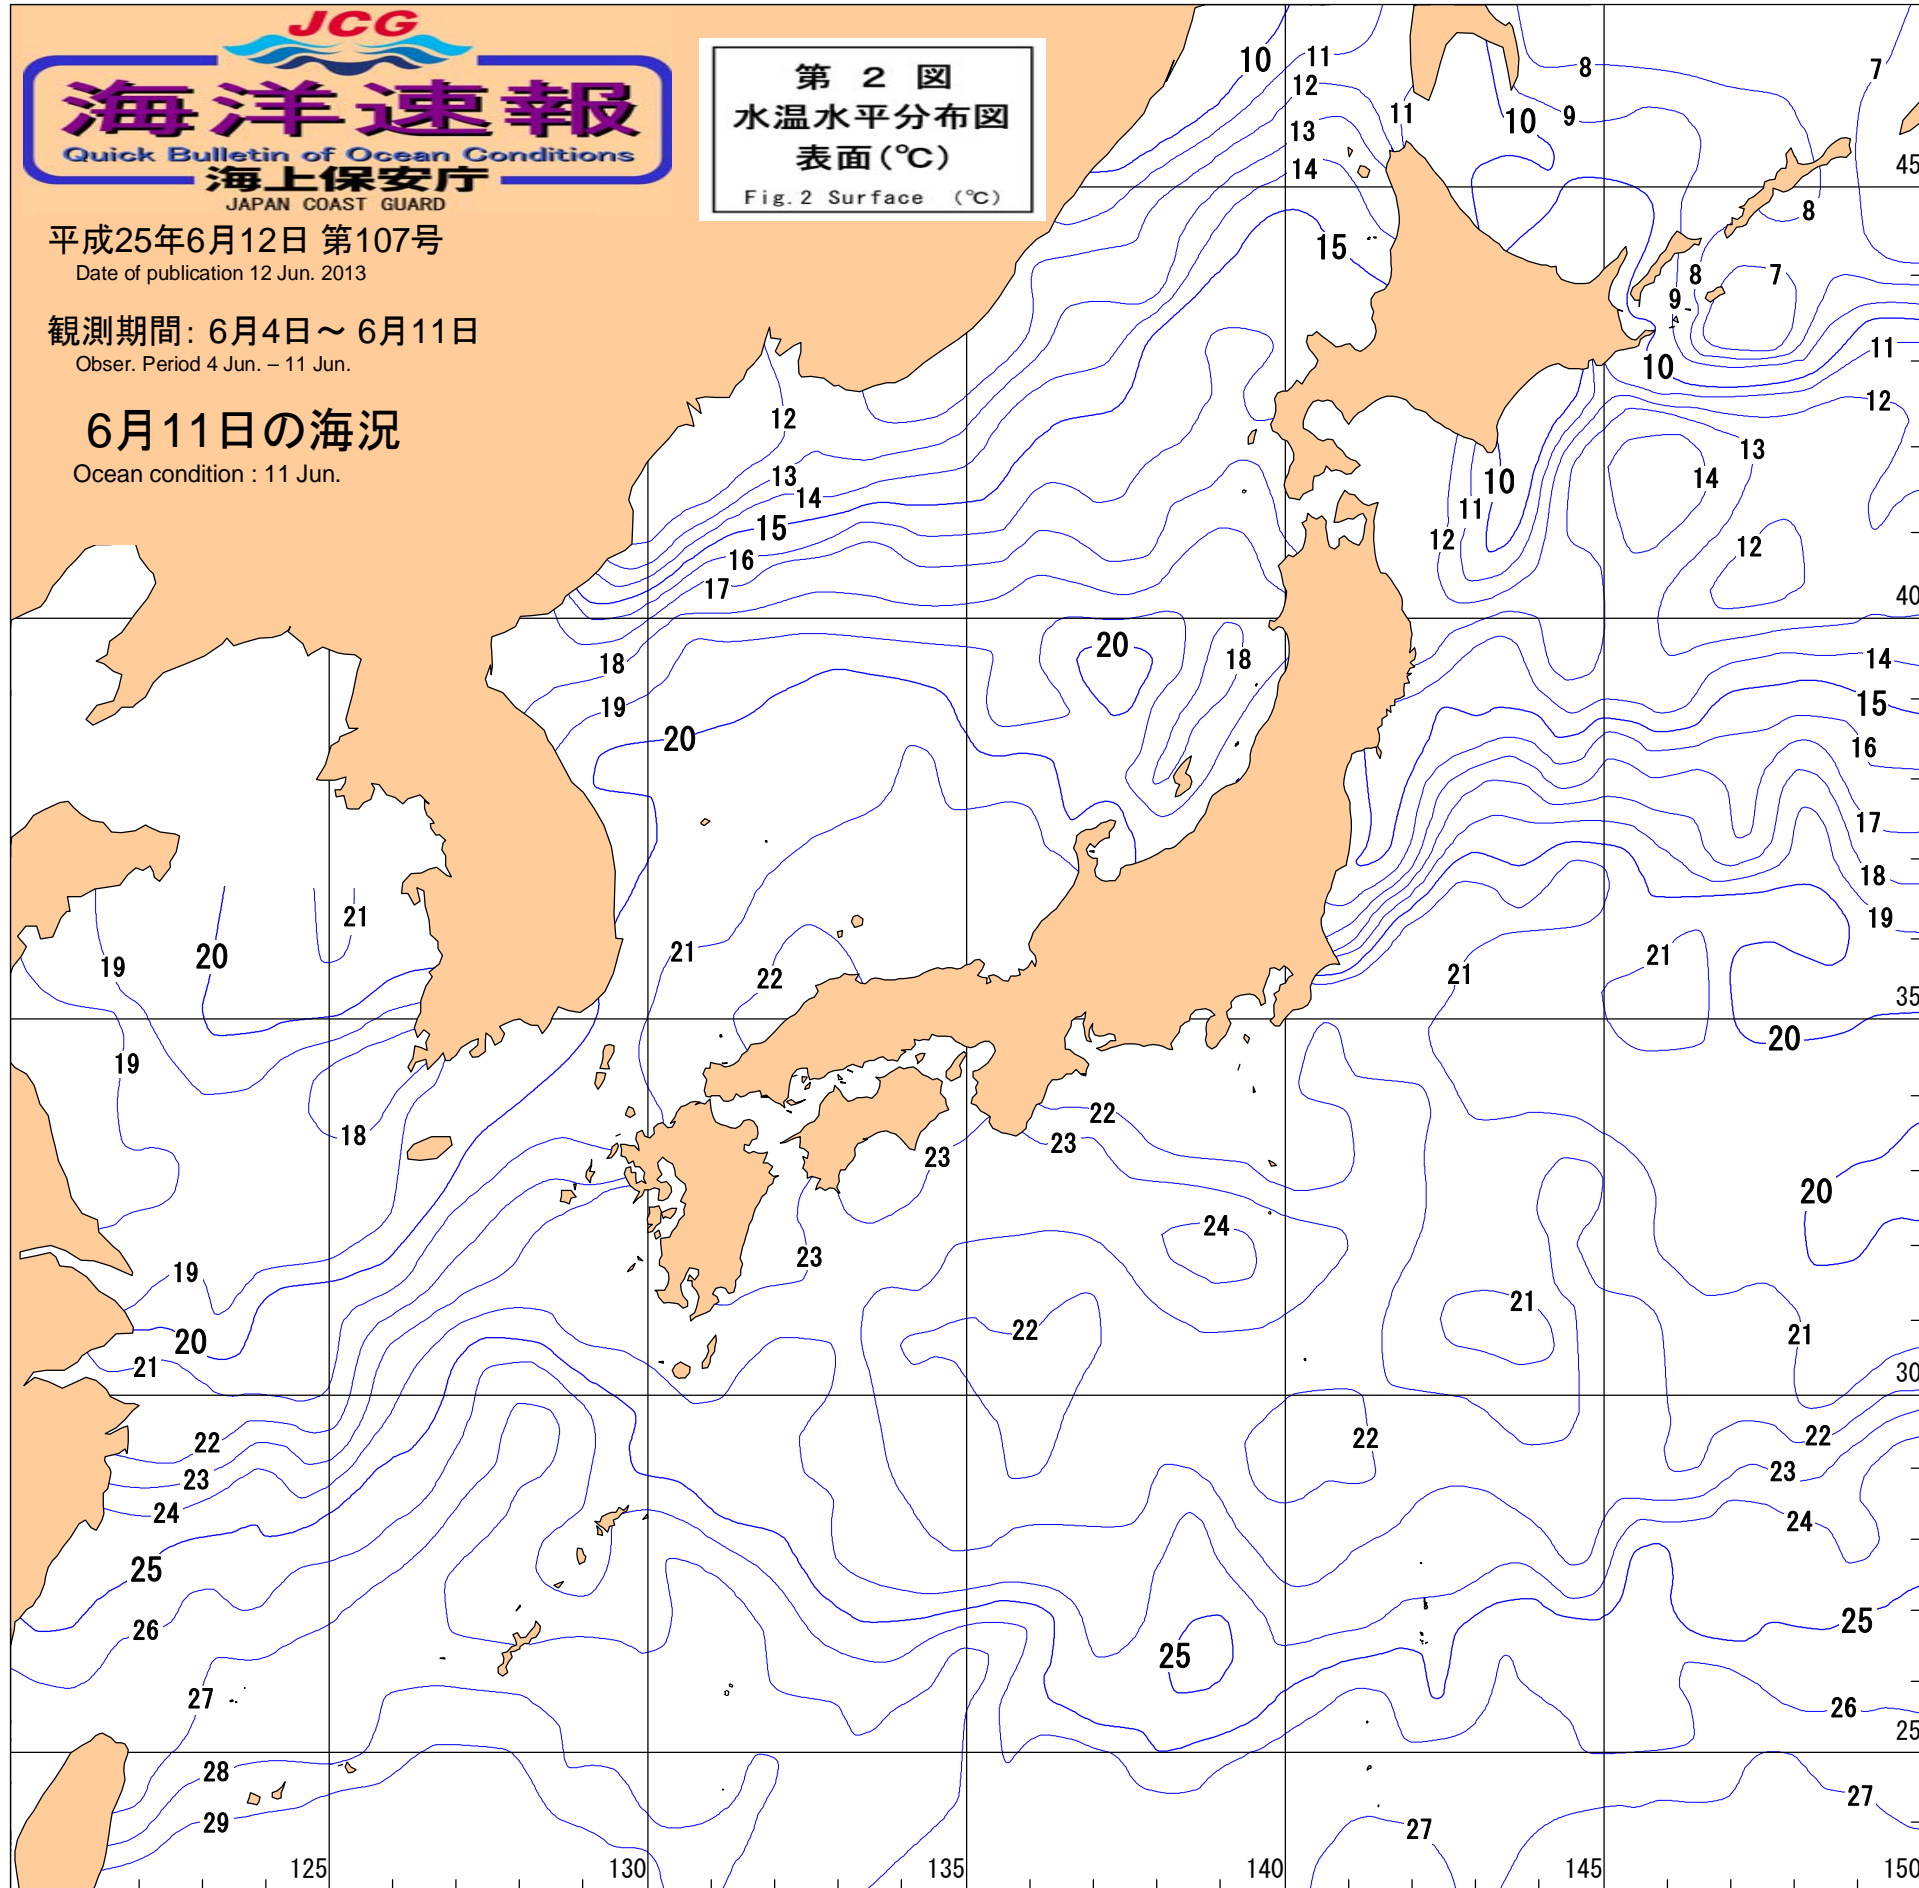 JCG
海洋速報
Quick Bulletin of Ocean Conditions
海上保安庁
JAPAN COAST GUARD
第 2 図
水温水平分布図
表面(℃)
Fig.2 Surface (℃)
平成25年6月12日 第107号
Date of publication 12 Jun. 2013
観測期間: 6月4日~ 6月11日
Obser. Period 4 Jun. – 11 Jun.
6月11日の海況
Ocean condition : 11 Jun.
10 11 8 7
12
11 10 9
13
14 45
8
15
8 7
9
11
10
12 12
13
13 14
14 10
11
15
12 12
16
17 40
20
18 18 14
19 15
20 16
17
18
21 19
19 20 21 22 21 21
35
20
19
22
18 23 23
20
24
23
19
21
20 22 21
21 30
22 22 22
23 23
24 24
25
25
26
25
27 26
25
28
27
29 27
125 130 135 140 145 150